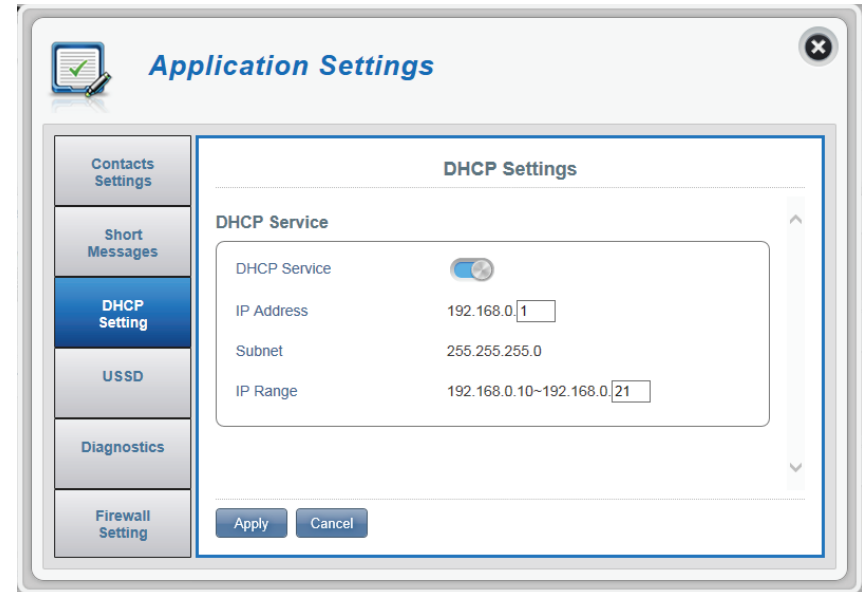 Application Settings
Contacts
Settings
Short
Messages
DHCP
Setting
USSD
Diagnostics
Firewall
Setting
DHCP Settings
DHCP Service
DHCP Service
IP Address 192.168.0.1
Subnet 255.255.255.0
IP Range 192.168.0.10~192.168.0.21
Apply Cancel